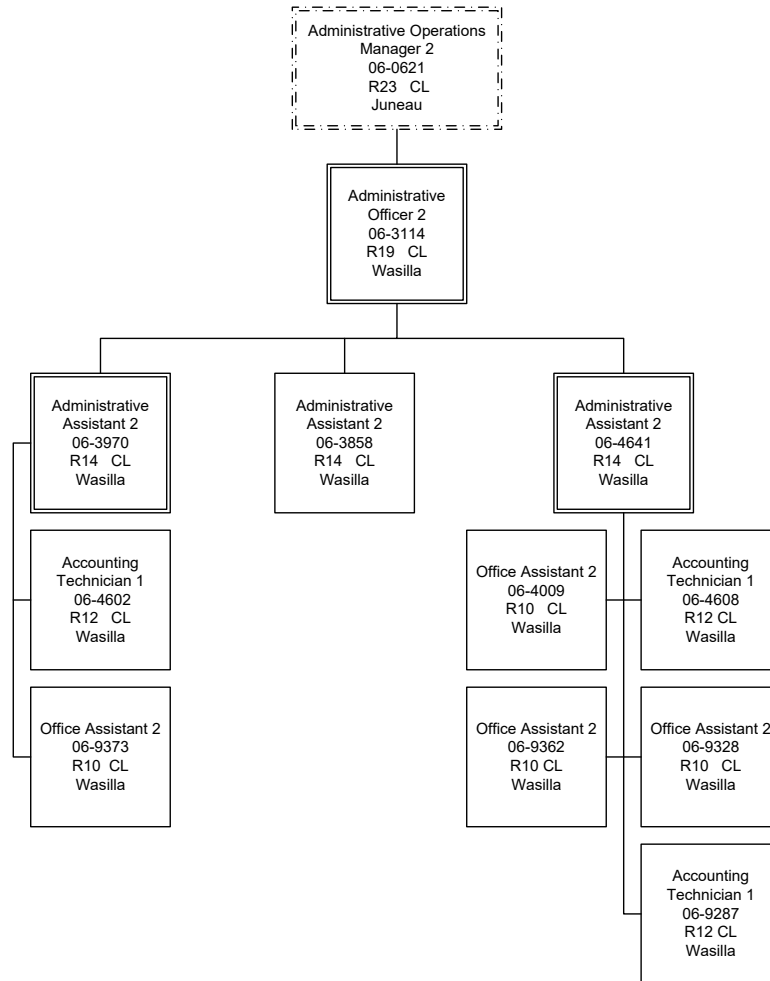 Administrative Operations
Manager 2
06-0621
R23 CL
Juneau
Administrative
Officer 2
06-3114
R19 CL
Wasilla
Administrative
Assistant 2
06-3970
R14 CL
Wasilla
Administrative
Assistant 2
06-3858
R14 CL
Wasilla
Administrative
Assistant 2
06-4641
R14 CL
Wasilla
Accounting
Technician 1
06-4602
R12 CL
Wasilla
Office Assistant 2
06-4009
R10 CL
Wasilla
Accounting
Technician 1
06-4608
R12 CL
Wasilla
Office Assistant 2
06-9373
R10 CL
Wasilla
Office Assistant 2
06-9362
R10 CL
Wasilla
Office Assistant 2
06-9328
R10 CL
Wasilla
Accounting
Technician 1
06-9287
R12 CL
Wasilla